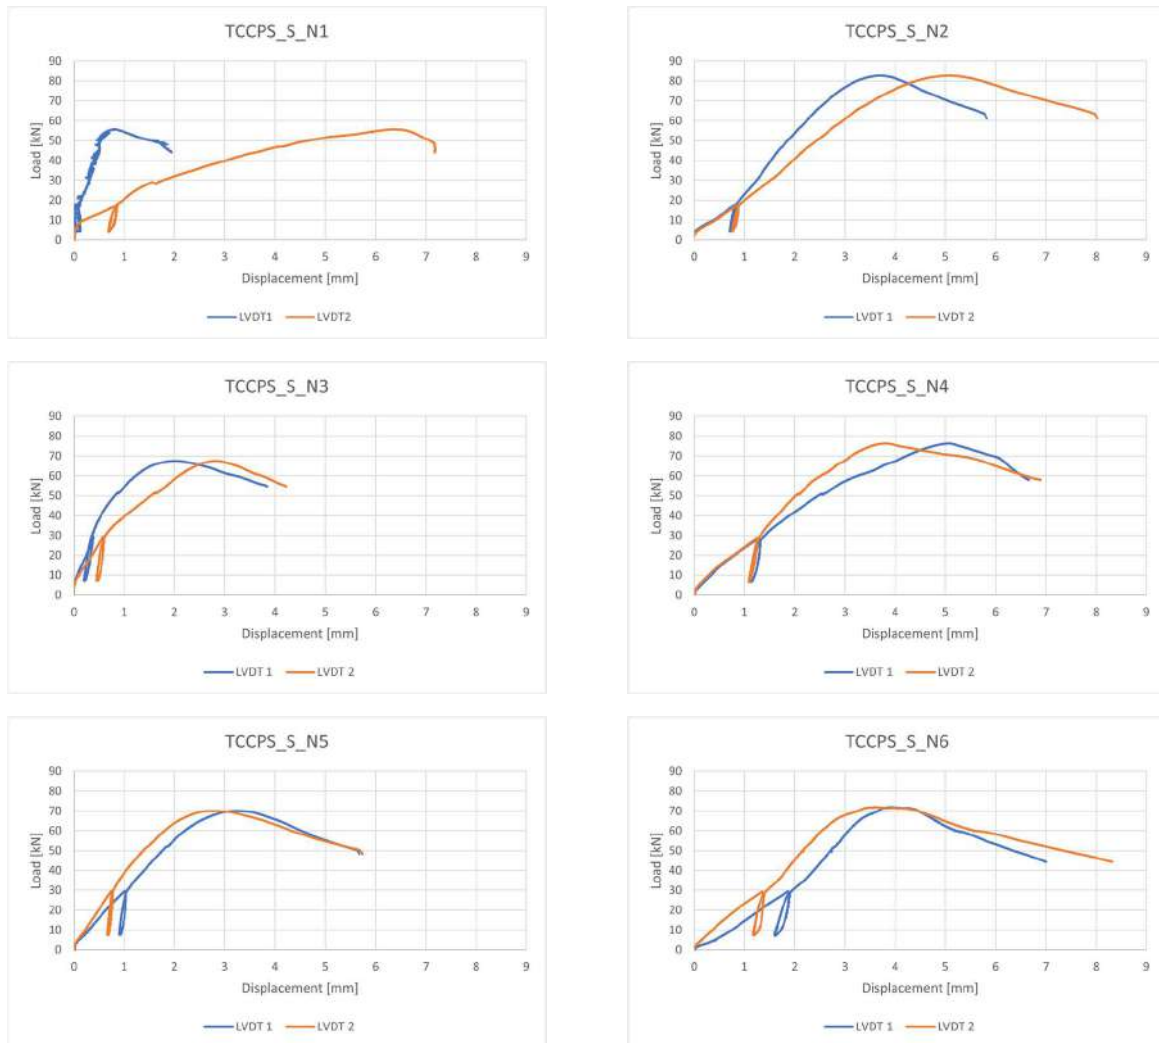 TCCPS_S_N1
90
80
70
60
50
40
30
20
10
0
Load [kN]
0 1 2 3 4 5 6 7 8 9
Displacement [mm]
LVDT1 LVDT2
TCCPS_S_N2
90
80
70
60
50
40
30
20
10
0
Load [kN]
0 1 2 3 4 5 6 7 8 9
Displacement [mm]
LVDT 1 LVDT 2
TCCPS_S_N3
90
80
70
60
50
40
30
20
10
0
Load [kN]
0 1 2 3 4 5 6 7 8 9
Displacement [mm]
LVDT 1 LVDT 2
TCCPS_S_N4
90
80
70
60
50
40
30
20
10
0
Load [kN]
0 1 2 3 4 5 6 7 8 9
Displacement [mm]
LVDT 1 LVDT 2
TCCPS_S_N5
90
80
70
60
50
40
30
20
10
0
Load [kN]
0 1 2 3 4 5 6 7 8 9
Displacement [mm]
LVDT 1 LVDT 2
TCCPS_S_N6
90
80
70
60
50
40
30
20
10
0
Load [kN]
0 1 2 3 4 5 6 7 8 9
Displacement [mm]
LVDT 1 LVDT 2